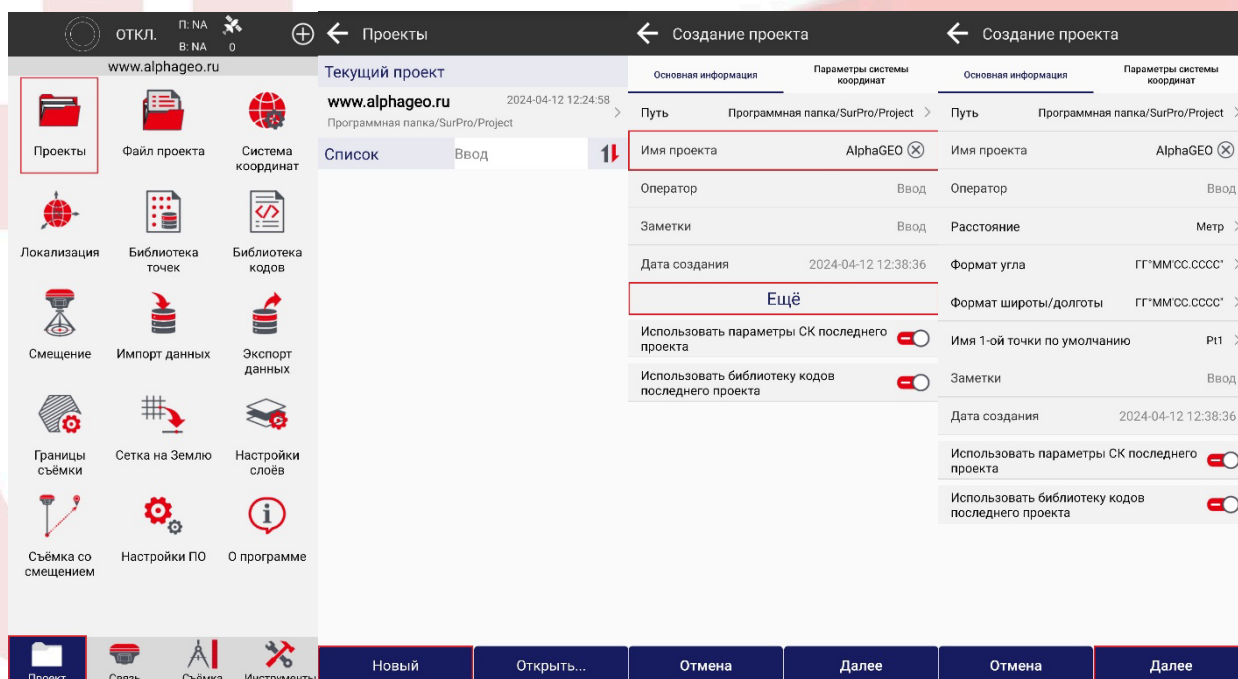 ОТКЛ.
П: NA
В: NA
0
www.alphageo.ru
Проекты
Файл проекта
Система
координат
Локализация
Библиотека
точек
Библиотека
кодов
Смещение
Импорт данных
Экспорт
данных
Границы
съёмки
Сетка на Землю
Настройки
слоёв
Съёмка со
смещением
Настройки ПО
О программе
Проект
Связь
Съёмка
Инструменты
Проекты
Текущий проект
www.alphageo.ru
2024-04-12 12:24:58
Программная папка/SurPro/Project
Список
Ввод
Новый
Открыть...
Создание проекта
Основная информация
Параметры системы
координат
Путь
Программная папка/SurPro/Project
Имя проекта
AlphaGEO
Оператор
Ввод
Заметки
Ввод
Дата создания
2024-04-12 12:38:36
Ещё
Использовать параметры СК последнего
проекта
Использовать библиотеку кодов
последнего проекта
Отмена
Далее
Создание проекта
Основная информация
Параметры системы
координат
Путь
Программная папка/SurPro/Project
Имя проекта
AlphaGEO
Оператор
Ввод
Расстояние
Метр
Формат угла
ГГ°ММ'СС.СССС"
Формат широты/долготы
ГГ°ММ'СС.СССС"
Имя 1-ой точки по умолчанию
Pt1
Заметки
Ввод
Дата создания
2024-04-12 12:38:36
Использовать параметры СК последнего
проекта
Использовать библиотеку кодов
последнего проекта
Отмена
Далее